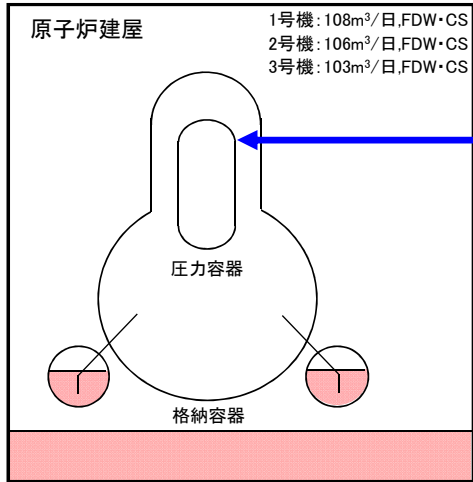 原子炉建屋
1号機:108m³/日,FDW・CS
2号機:106m³/日,FDW・CS
3号機:103m³/日,FDW・CS
圧力容器
格納容器